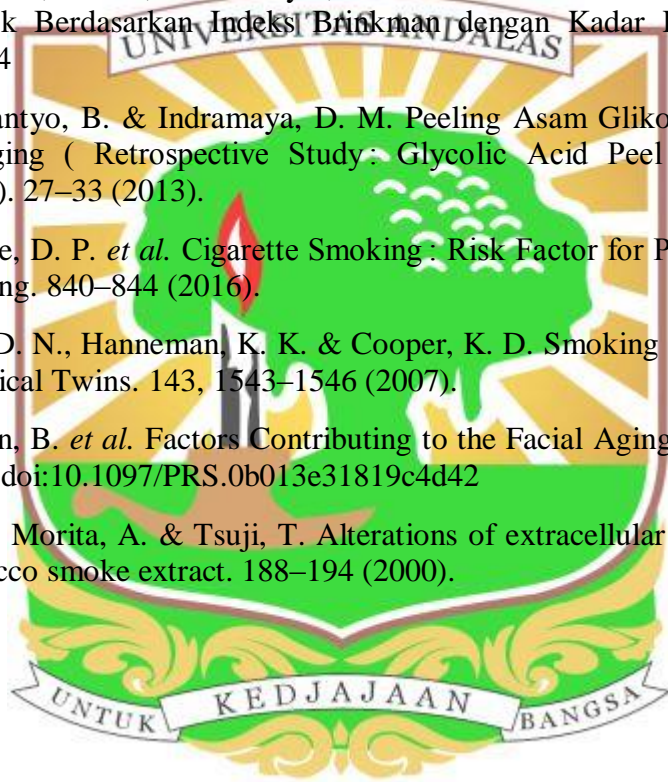 k Berdasarkan Indeks Brinkman dengan Kadar
UNIVERSITAS ANDALAS
4
antyo, B. & Indramaya, D. M. Peeling Asam Gliko
ging ( Retrospective Study : Glycolic Acid Peel
). 27–33 (2013).
e, D. P. et al. Cigarette Smoking : Risk Factor for P
ng. 840–844 (2016).
D. N., Hanneman, K. K. & Cooper, K. D. Smoking
ical Twins. 143, 1543–1546 (2007).
n, B. et al. Factors Contributing to the Facial Aging
doi:10.1097/PRS.0b013e31819c4d42
Morita, A. & Tsuji, T. Alterations of extracellular
cco smoke extract. 188–194 (2000).
UNTUK KEDJAJAAN BANGSA